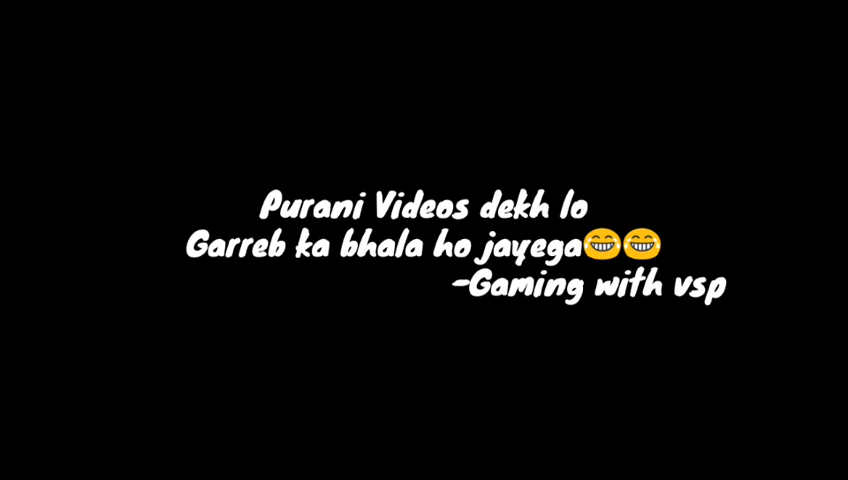 Purani Videos dekh lo
Garreb ka bhala ho jayega😁😁
-Gaming with vsp